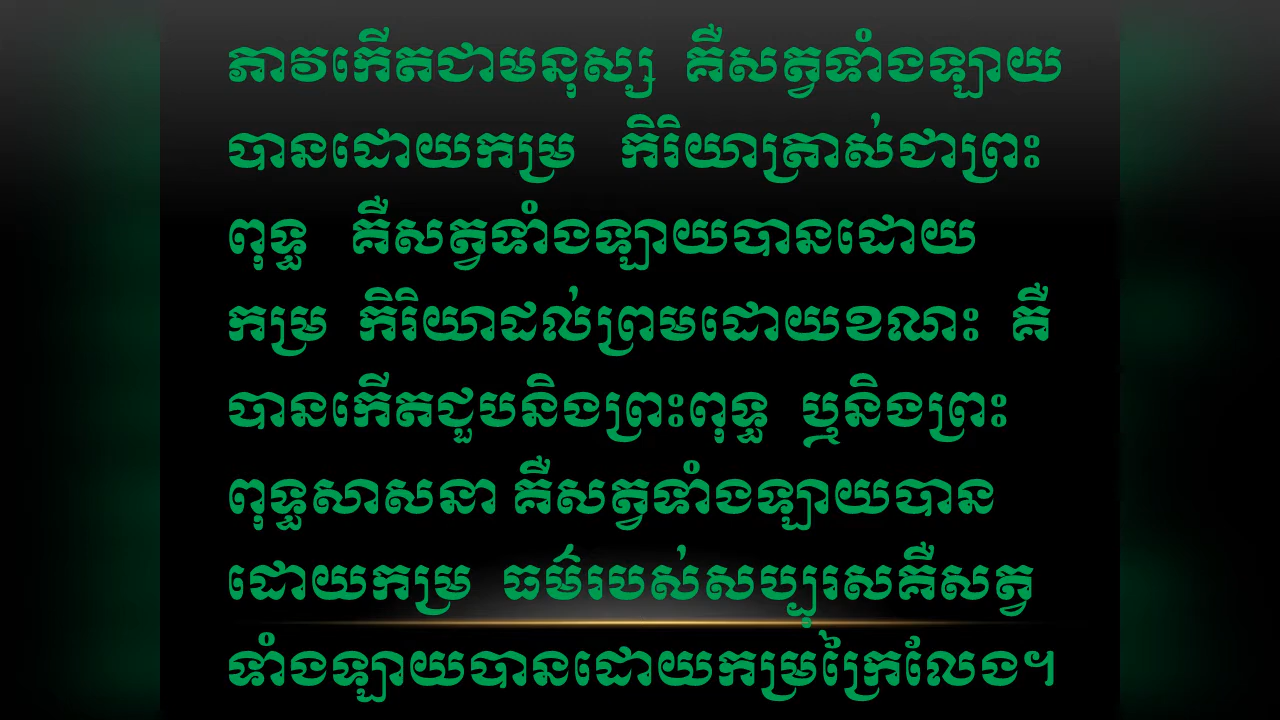 ភាវកើតជាមនុស្ស គឺសត្វទាំងឡាយ
បានដោយកម្រ កិរិយាត្រាស់ជាព្រះ
ពុទ្ធ គឺសត្វទាំងឡាយបានដោយ
កម្រ កិរិយាដល់ព្រមដោយខណះ គឺ
បានកើតជួបនិងព្រះពុទ្ធ ឬនិងព្រះ
ពុទ្ធសាសនា គឺសត្វទាំងឡាយបាន
ដោយកម្រ ធម៌របស់សប្បុរសគឺសត្វ
ទាំងឡាយបានដោយកម្រក្រៃលែង។